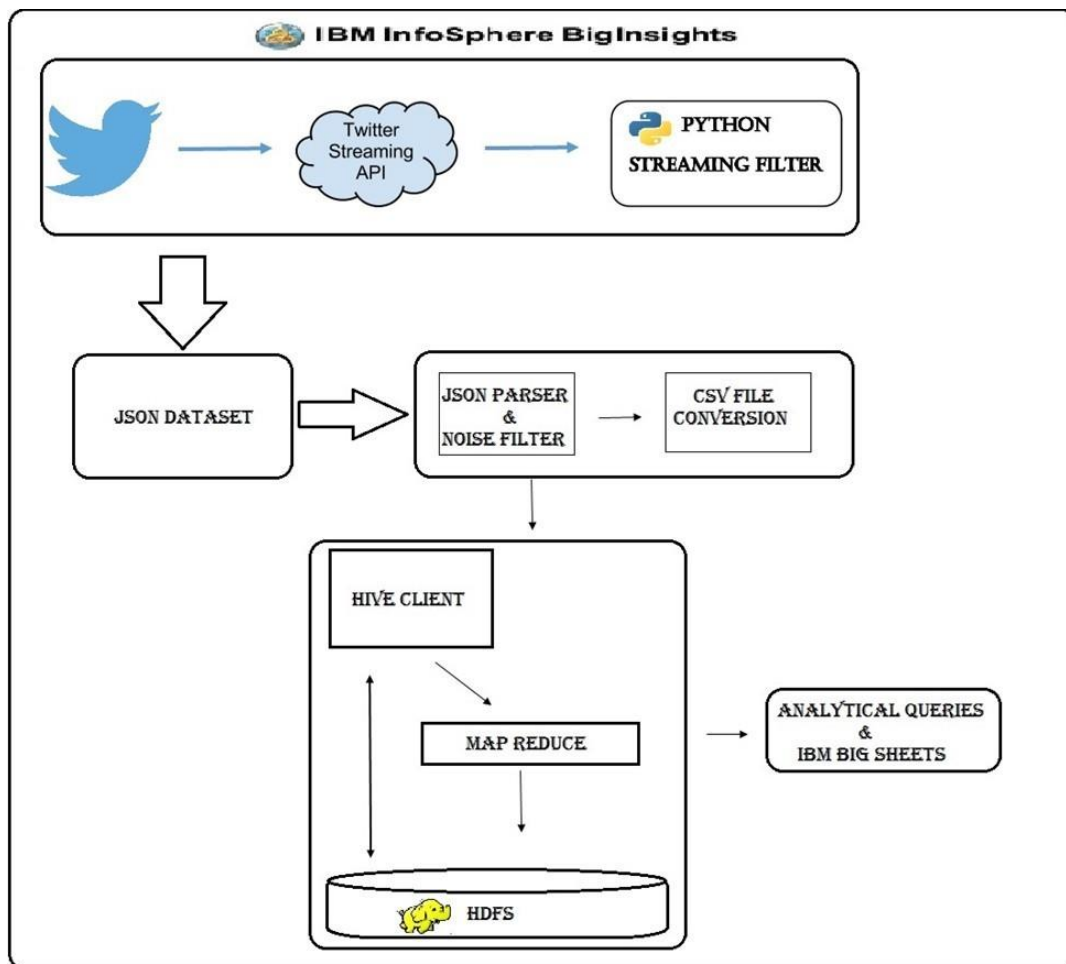 IBM InfoSphere BigInsights
Twitter
Streaming
API
PYTHON
STREAMING FILTER
JSON DATASET
JSON PARSER
&
NOISE FILTER
CSV FILE
CONVERSION
HIVE CLIENT
MAP REDUCE
ANALYTICAL QUERIES
&
IBM BIG SHEETS
HDFS